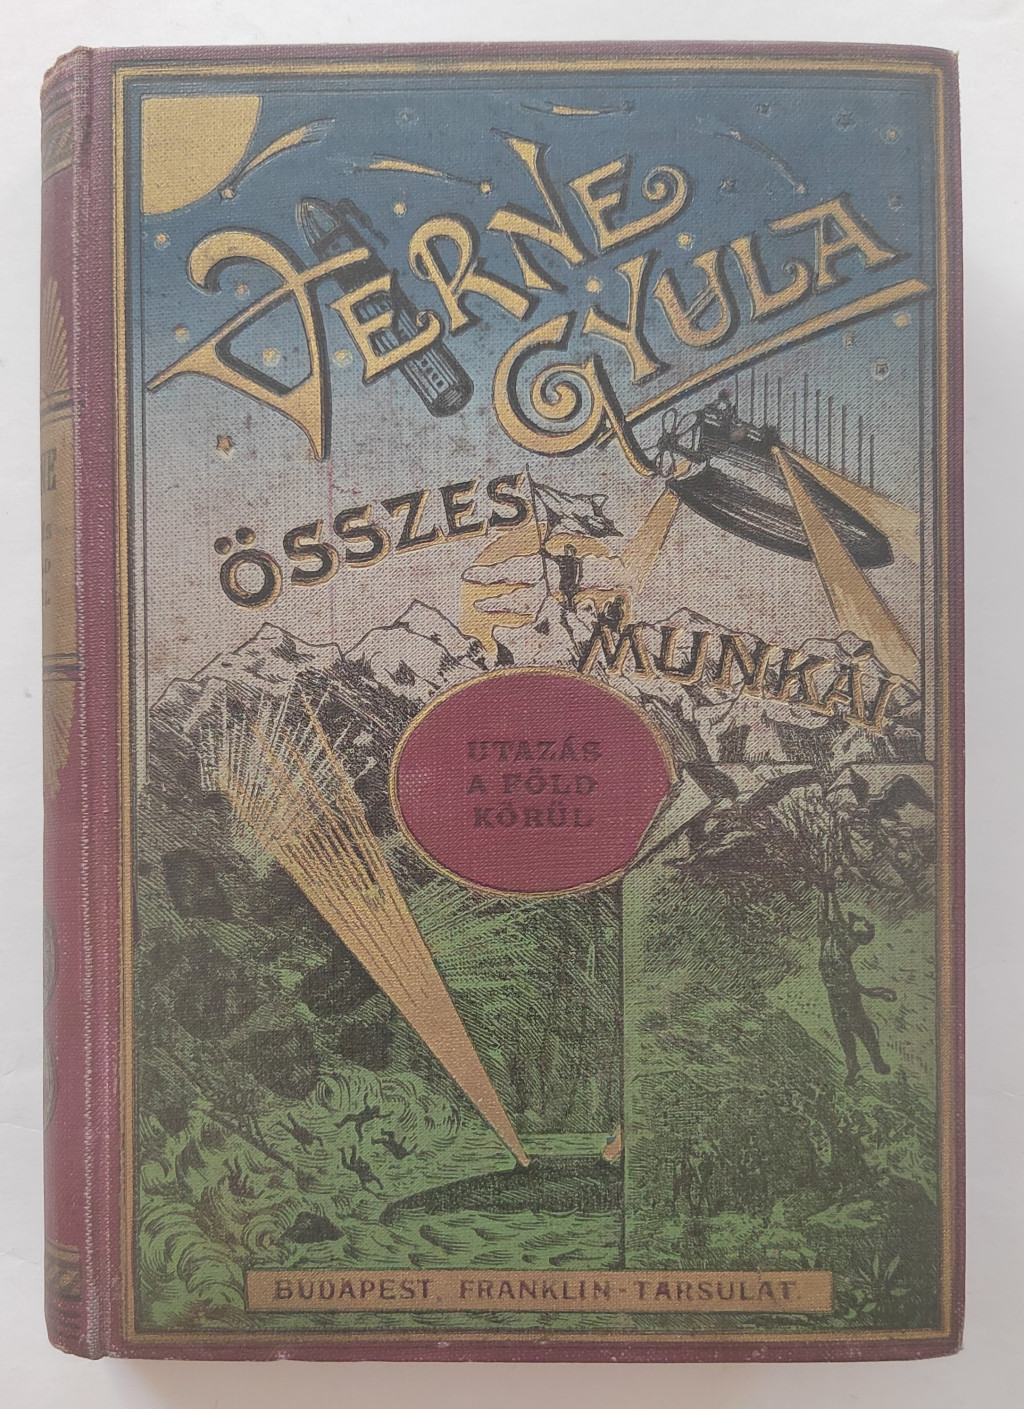 VERNE
GYULA
ÖSSZES
MUNKÁI
UTAZÁS
A FÖLD
KÖRÜL
BUDAPEST, FRANKLIN-TÁRSULAT.